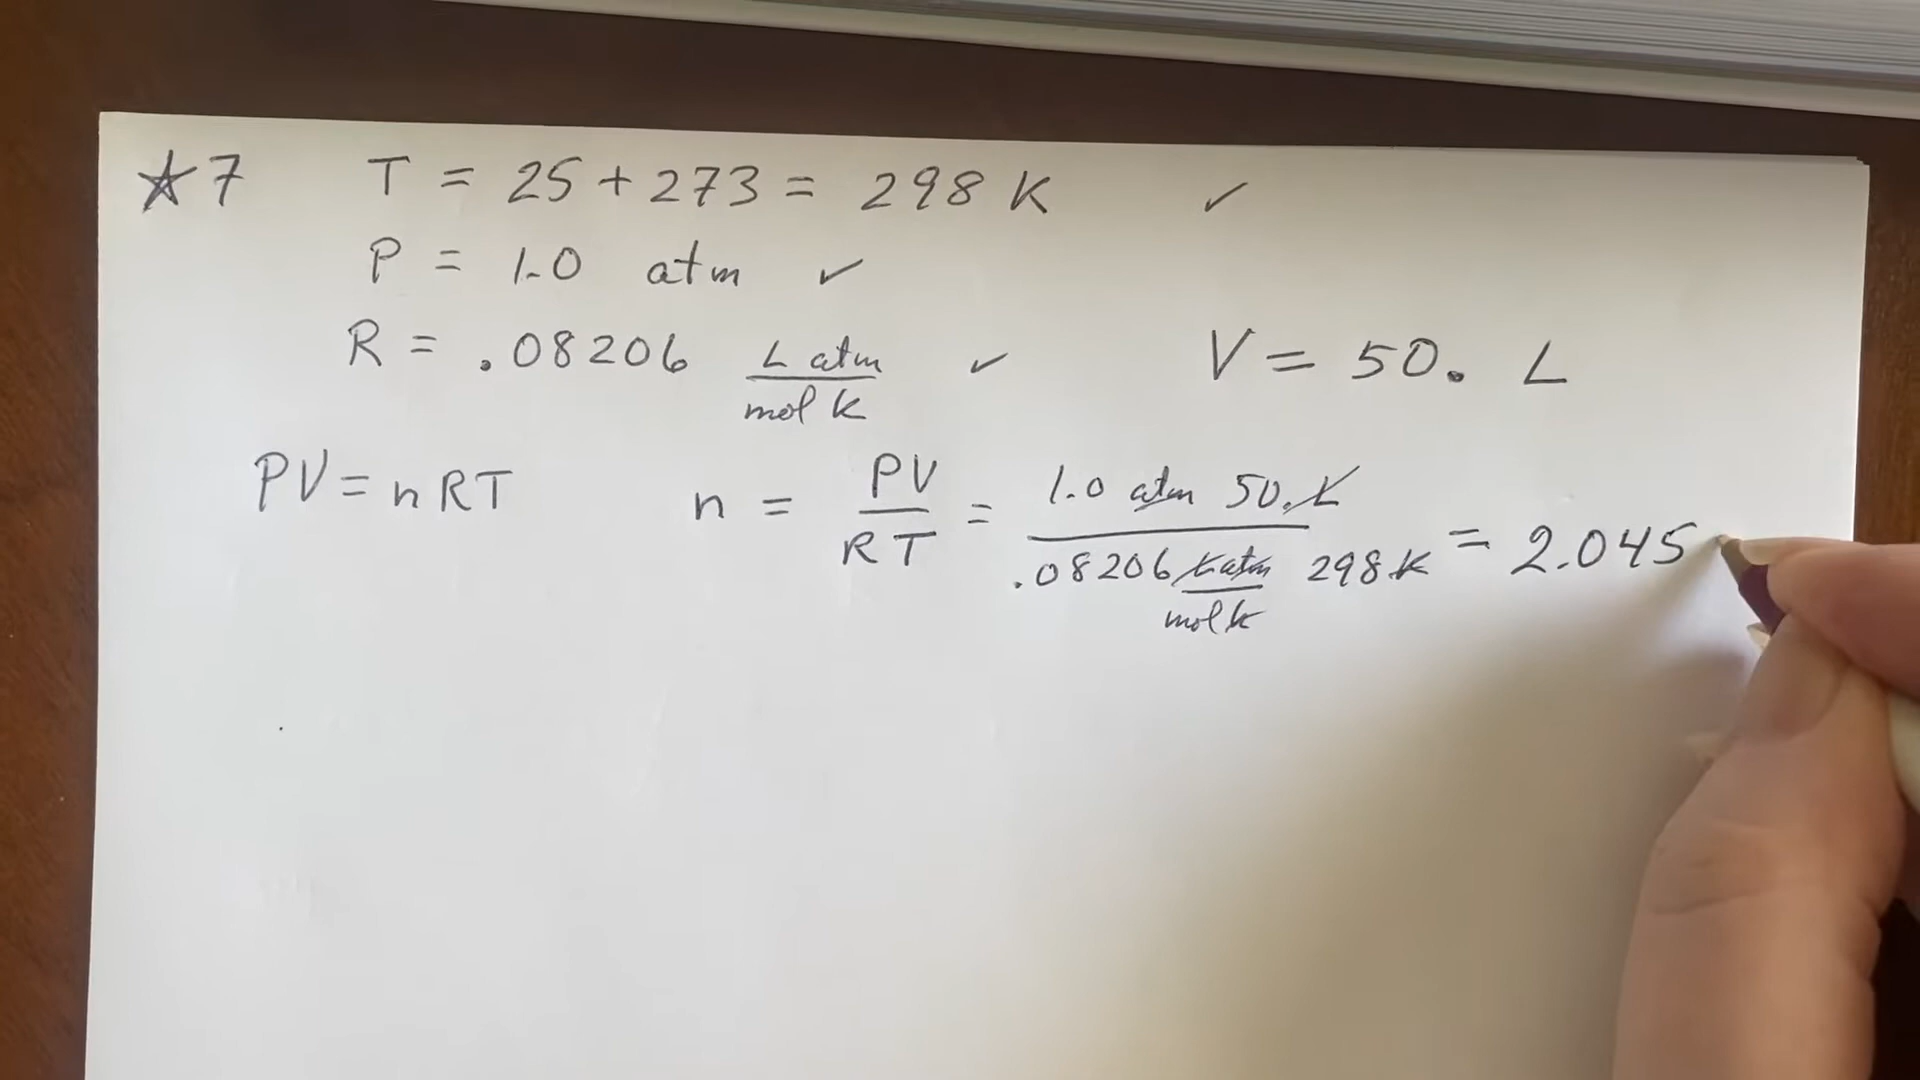 ★7 T = 25 + 273 = 298 K ✓
P = 1.0 atm ✓
R = .08206 L atm / mol K ✓ V = 50. L
PV = nRT n = PV / RT = 1.0 atm 50. L / .08206 L atm / mol K 298 K = 2.045